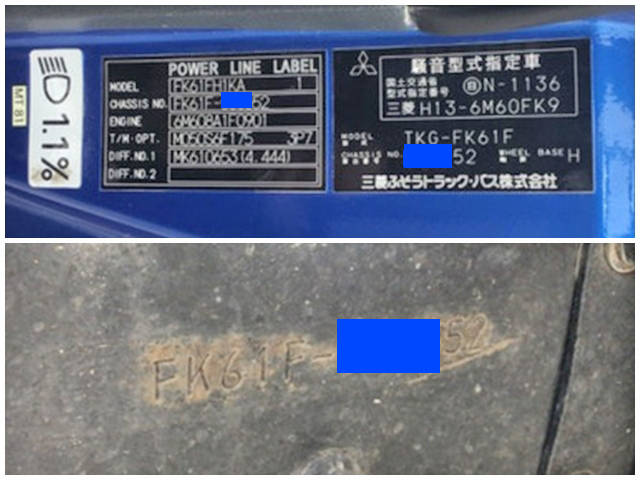 MT-81
1.1%
POWER LINE LABEL
MODEL FK61FH1KA 1
CHASSIS NO. FK61F- 52
ENGINE 6M608A1F0901
T/M・OPT. M050S6F175 3P7
DIFF.NO.1 MK610653(4.444)
DIFF.NO.2
騒音型式指定車
国土交通省
型式指定番号 N-1136
三菱 H13-6M60FK9
MODEL TKG-FK61F
CHASSIS NO. 52 WHEEL BASE H
三菱ふそうトラック・バス株式会社
FK61F- 52